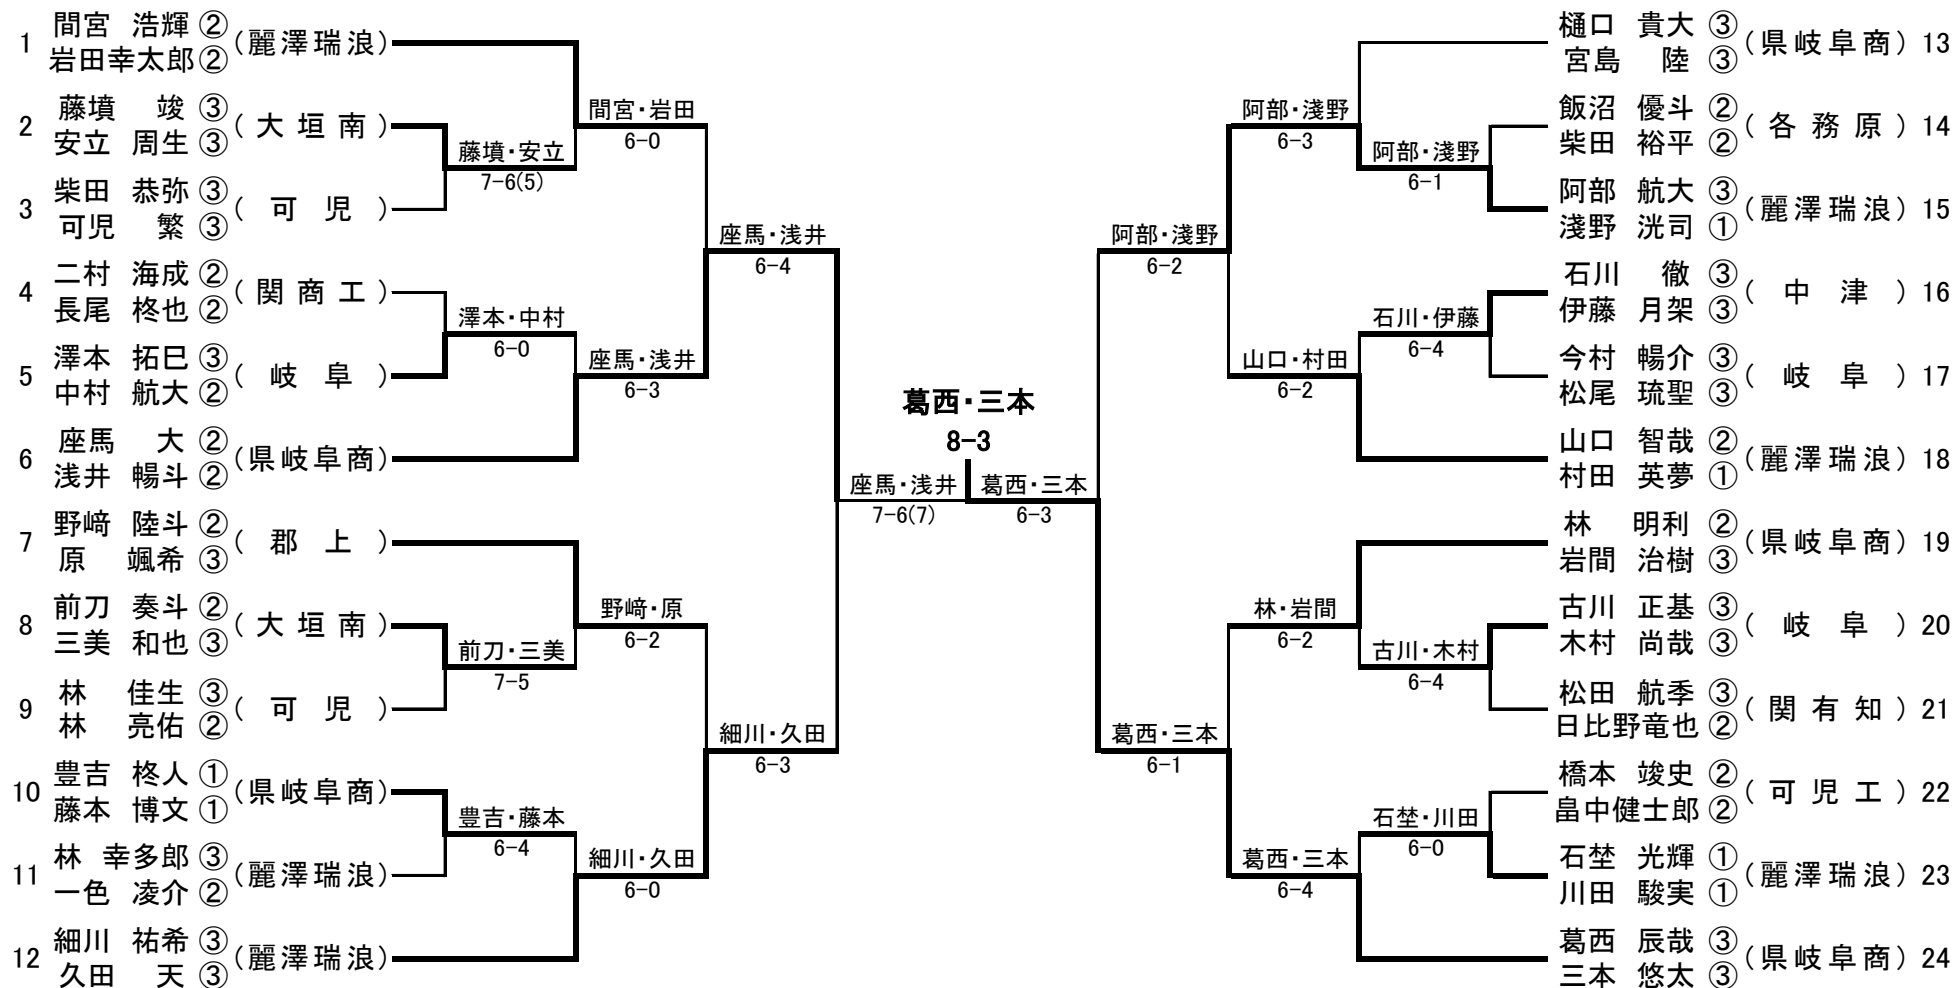 1 間宮 浩輝 ② (麗澤瑞浪)
岩田幸太郎 ②
2 藤墳 竣 ③ (大垣南)
安立 周生 ③
3 柴田 恭弥 ③ (可児)
可児 繁 ③
4 二村 海成 ② (関商工)
長尾 柊也 ②
5 澤本 拓巳 ③ (岐阜)
中村 航大 ②
6 座馬 大 ② (県岐阜商)
浅井 暢斗 ②
7 野﨑 陸斗 ② (郡上)
原 颯希 ③
8 前刀 奏斗 ② (大垣南)
三美 和也 ③
9 林 佳生 ③ (可児)
林 亮佑 ②
10 豊吉 柊人 ① (県岐阜商)
藤本 博文 ①
11 林 幸多郎 ③ (麗澤瑞浪)
一色 凌介 ②
12 細川 祐希 ③ (麗澤瑞浪)
久田 天 ③
藤墳・安立
7-6(5)
澤本・中村
6-0
前刀・三美
7-5
豊吉・藤本
6-4
間宮・岩田
6-0
座馬・浅井
6-3
野﨑・原
6-2
細川・久田
6-0
座馬・浅井
6-4
細川・久田
6-3
座馬・浅井
7-6(7)
葛西・三本
8-3
葛西・三本
6-3
阿部・淺野
6-2
葛西・三本
6-1
阿部・淺野
6-3
山口・村田
6-2
林・岩間
6-2
葛西・三本
6-4
阿部・淺野
6-1
石川・伊藤
6-4
古川・木村
6-4
石埜・川田
6-0
樋口 貴大 ③ (県岐阜商) 13
宮島 陸 ③
飯沼 優斗 ② (各務原) 14
柴田 裕平 ②
阿部 航大 ③ (麗澤瑞浪) 15
淺野 洸司 ①
石川 徹 ③ (中津) 16
伊藤 月架 ③
今村 暢介 ③ (岐阜) 17
松尾 琉聖 ③
山口 智哉 ② (麗澤瑞浪) 18
村田 英夢 ①
林 明利 ② (県岐阜商) 19
岩間 治樹 ③
古川 正基 ③ (岐阜) 20
木村 尚哉 ③
松田 航季 ③ (関有知) 21
日比野竜也 ②
橋本 竣史 ② (可児工) 22
畠中健士郎 ②
石埜 光輝 ① (麗澤瑞浪) 23
川田 駿実 ①
葛西 辰哉 ③ (県岐阜商) 24
三本 悠太 ③